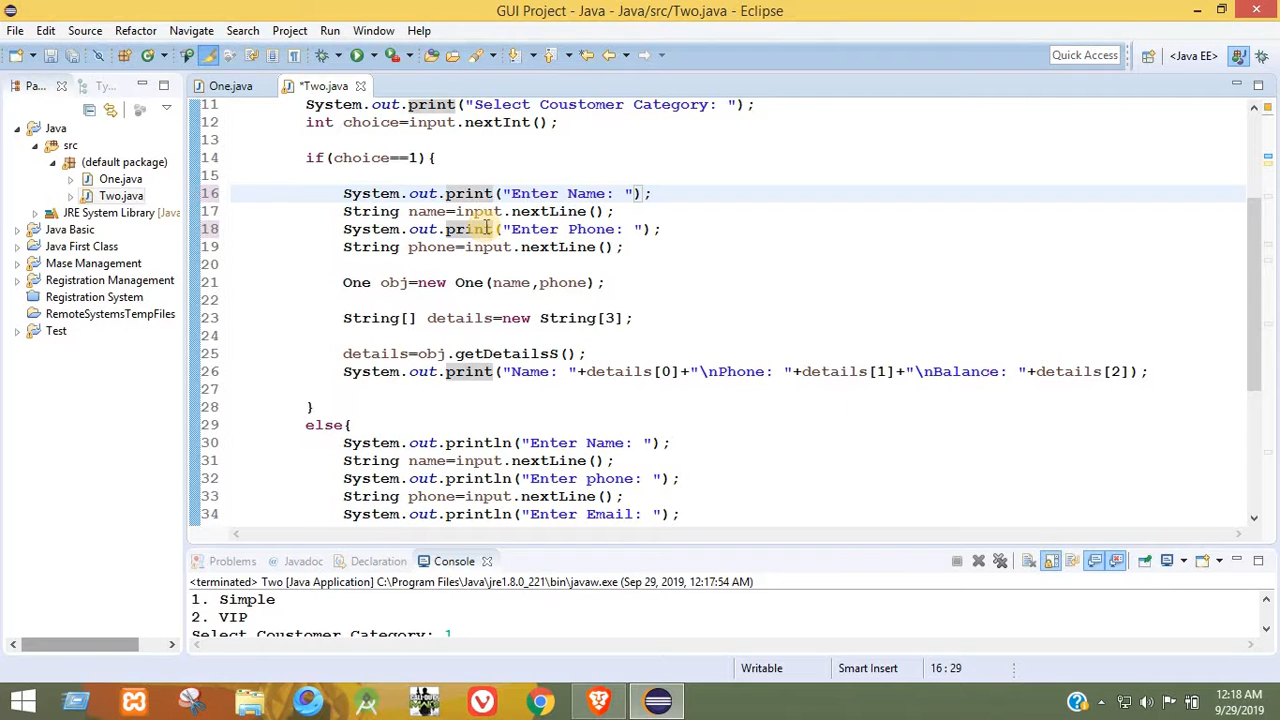 GUI Project - Java - Java/src/Two.java - Eclipse
File Edit Source Refactor Navigate Search Project Run Window Help
Quick Access
<Java EE>
Pa...
Ty...
One.java
*Two.java
Java
src
(default package)
One.java
Two.java
JRE System Library [JavaS
Java Basic
Java First Class
Mase Management
Registration Management
Registration System
RemoteSystemsTempFiles
Test
11 System.out.print("Select Coustomer Category: ");
12 int choice=input.nextInt();
13
14 if(choice==1){
15
16 System.out.print("Enter Name: ");
17 String name=input.nextLine();
18 System.out.print("Enter Phone: ");
19 String phone=input.nextLine();
20
21 One obj=new One(name,phone);
22
23 String[] details=new String[3];
24
25 details=obj.getDetailsS();
26 System.out.print("Name: "+details[0]+"\nPhone: "+details[1]+"\nBalance: "+details[2]);
27
28 }
29 else{
30 System.out.println("Enter Name: ");
31 String name=input.nextLine();
32 System.out.println("Enter phone: ");
33 String phone=input.nextLine();
34 System.out.println("Enter Email: ");
Problems Javadoc Declaration Console
<terminated> Two [Java Application] C:\Program Files\Java\jre1.8.0_221\bin\javaw.exe (Sep 29, 2019, 12:17:54 AM)
1. Simple
2. VIP
Select Coustomer Category: 1
Writable
Smart Insert
16 : 29
12:18 AM
9/29/2019